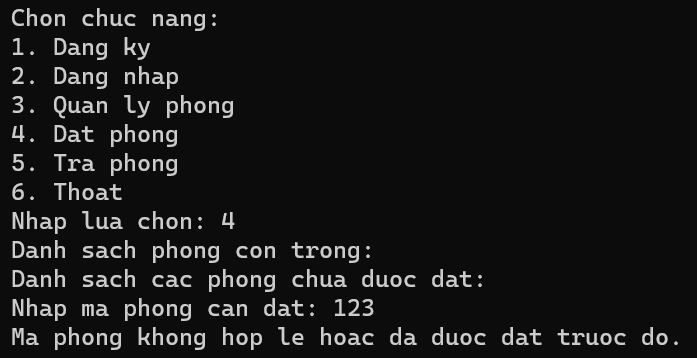 Chon chuc nang:
1. Dang ky
2. Dang nhap
3. Quan ly phong
4. Dat phong
5. Tra phong
6. Thoat
Nhap lua chon: 4
Danh sach phong con trong:
Danh sach cac phong chua duoc dat:
Nhap ma phong can dat: 123
Ma phong khong hop le hoac da duoc dat truoc do.